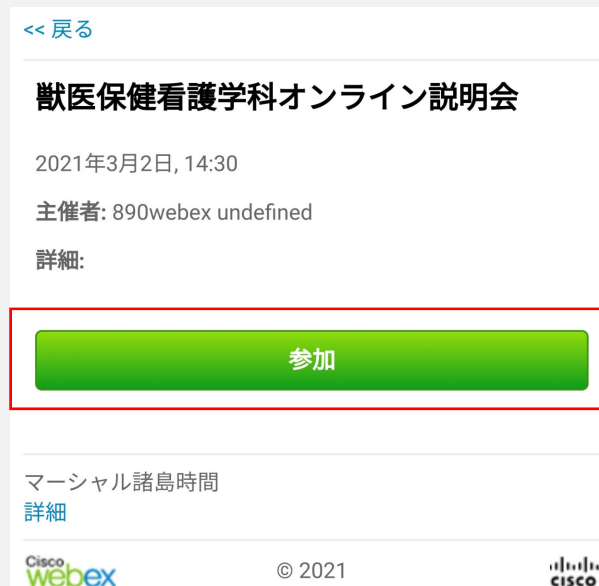 << 戻る
獣医保健看護学科オンライン説明会
2021年3月2日, 14:30
主催者: 890webex undefined
詳細:
参加
マーシャル諸島時間
詳細
Cisco
webex
© 2021
CISCO